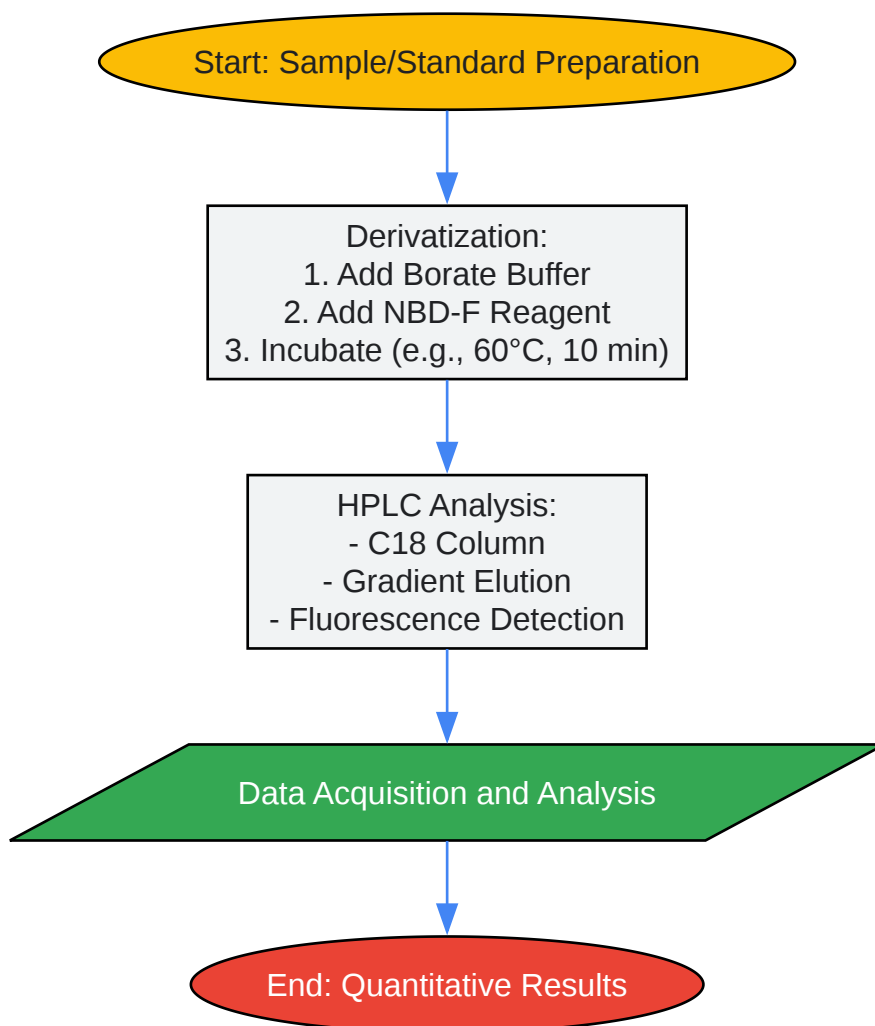 Start: Sample/Standard Preparation
Derivatization:
1. Add Borate Buffer
2. Add NBD-F Reagent
3. Incubate (e.g., 60°C, 10 min)
HPLC Analysis:
- C18 Column
- Gradient Elution
- Fluorescence Detection
Data Acquisition and Analysis
End: Quantitative Results